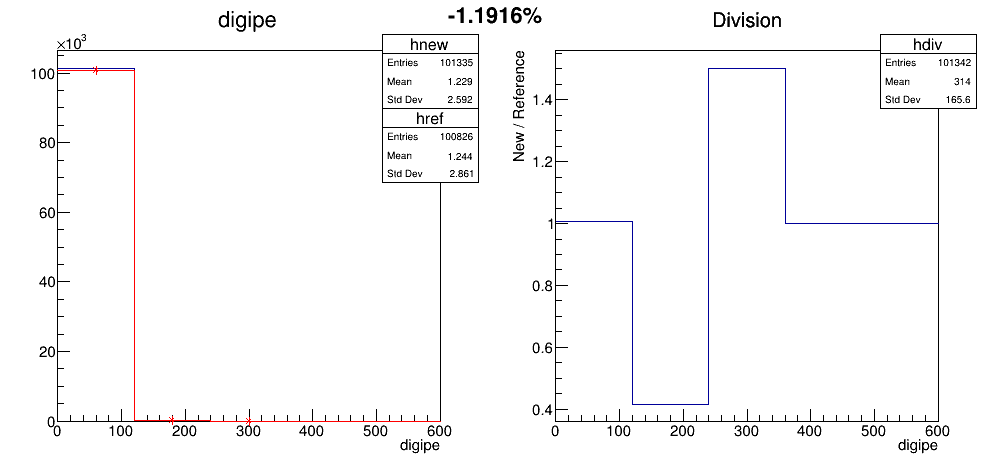 -1.1916%
digipe
×10³
100
80
60
40
20
0
0 100 200 300 400 500 600
digipe
hnew
Entries 101335
Mean 1.229
Std Dev 2.592
href
Entries 100826
Mean 1.244
Std Dev 2.861
Division
New / Reference
1.4
1.2
1
0.8
0.6
0.4
0 100 200 300 400 500 600
digipe
hdiv
Entries 101342
Mean 314
Std Dev 165.6